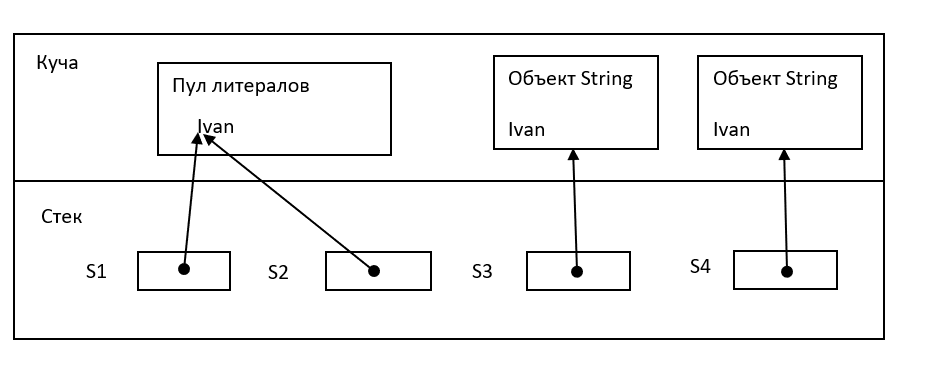 Куча
Пул литералов
Ivan
Объект String
Ivan
Объект String
Ivan
Стек
S1
S2
S3
S4